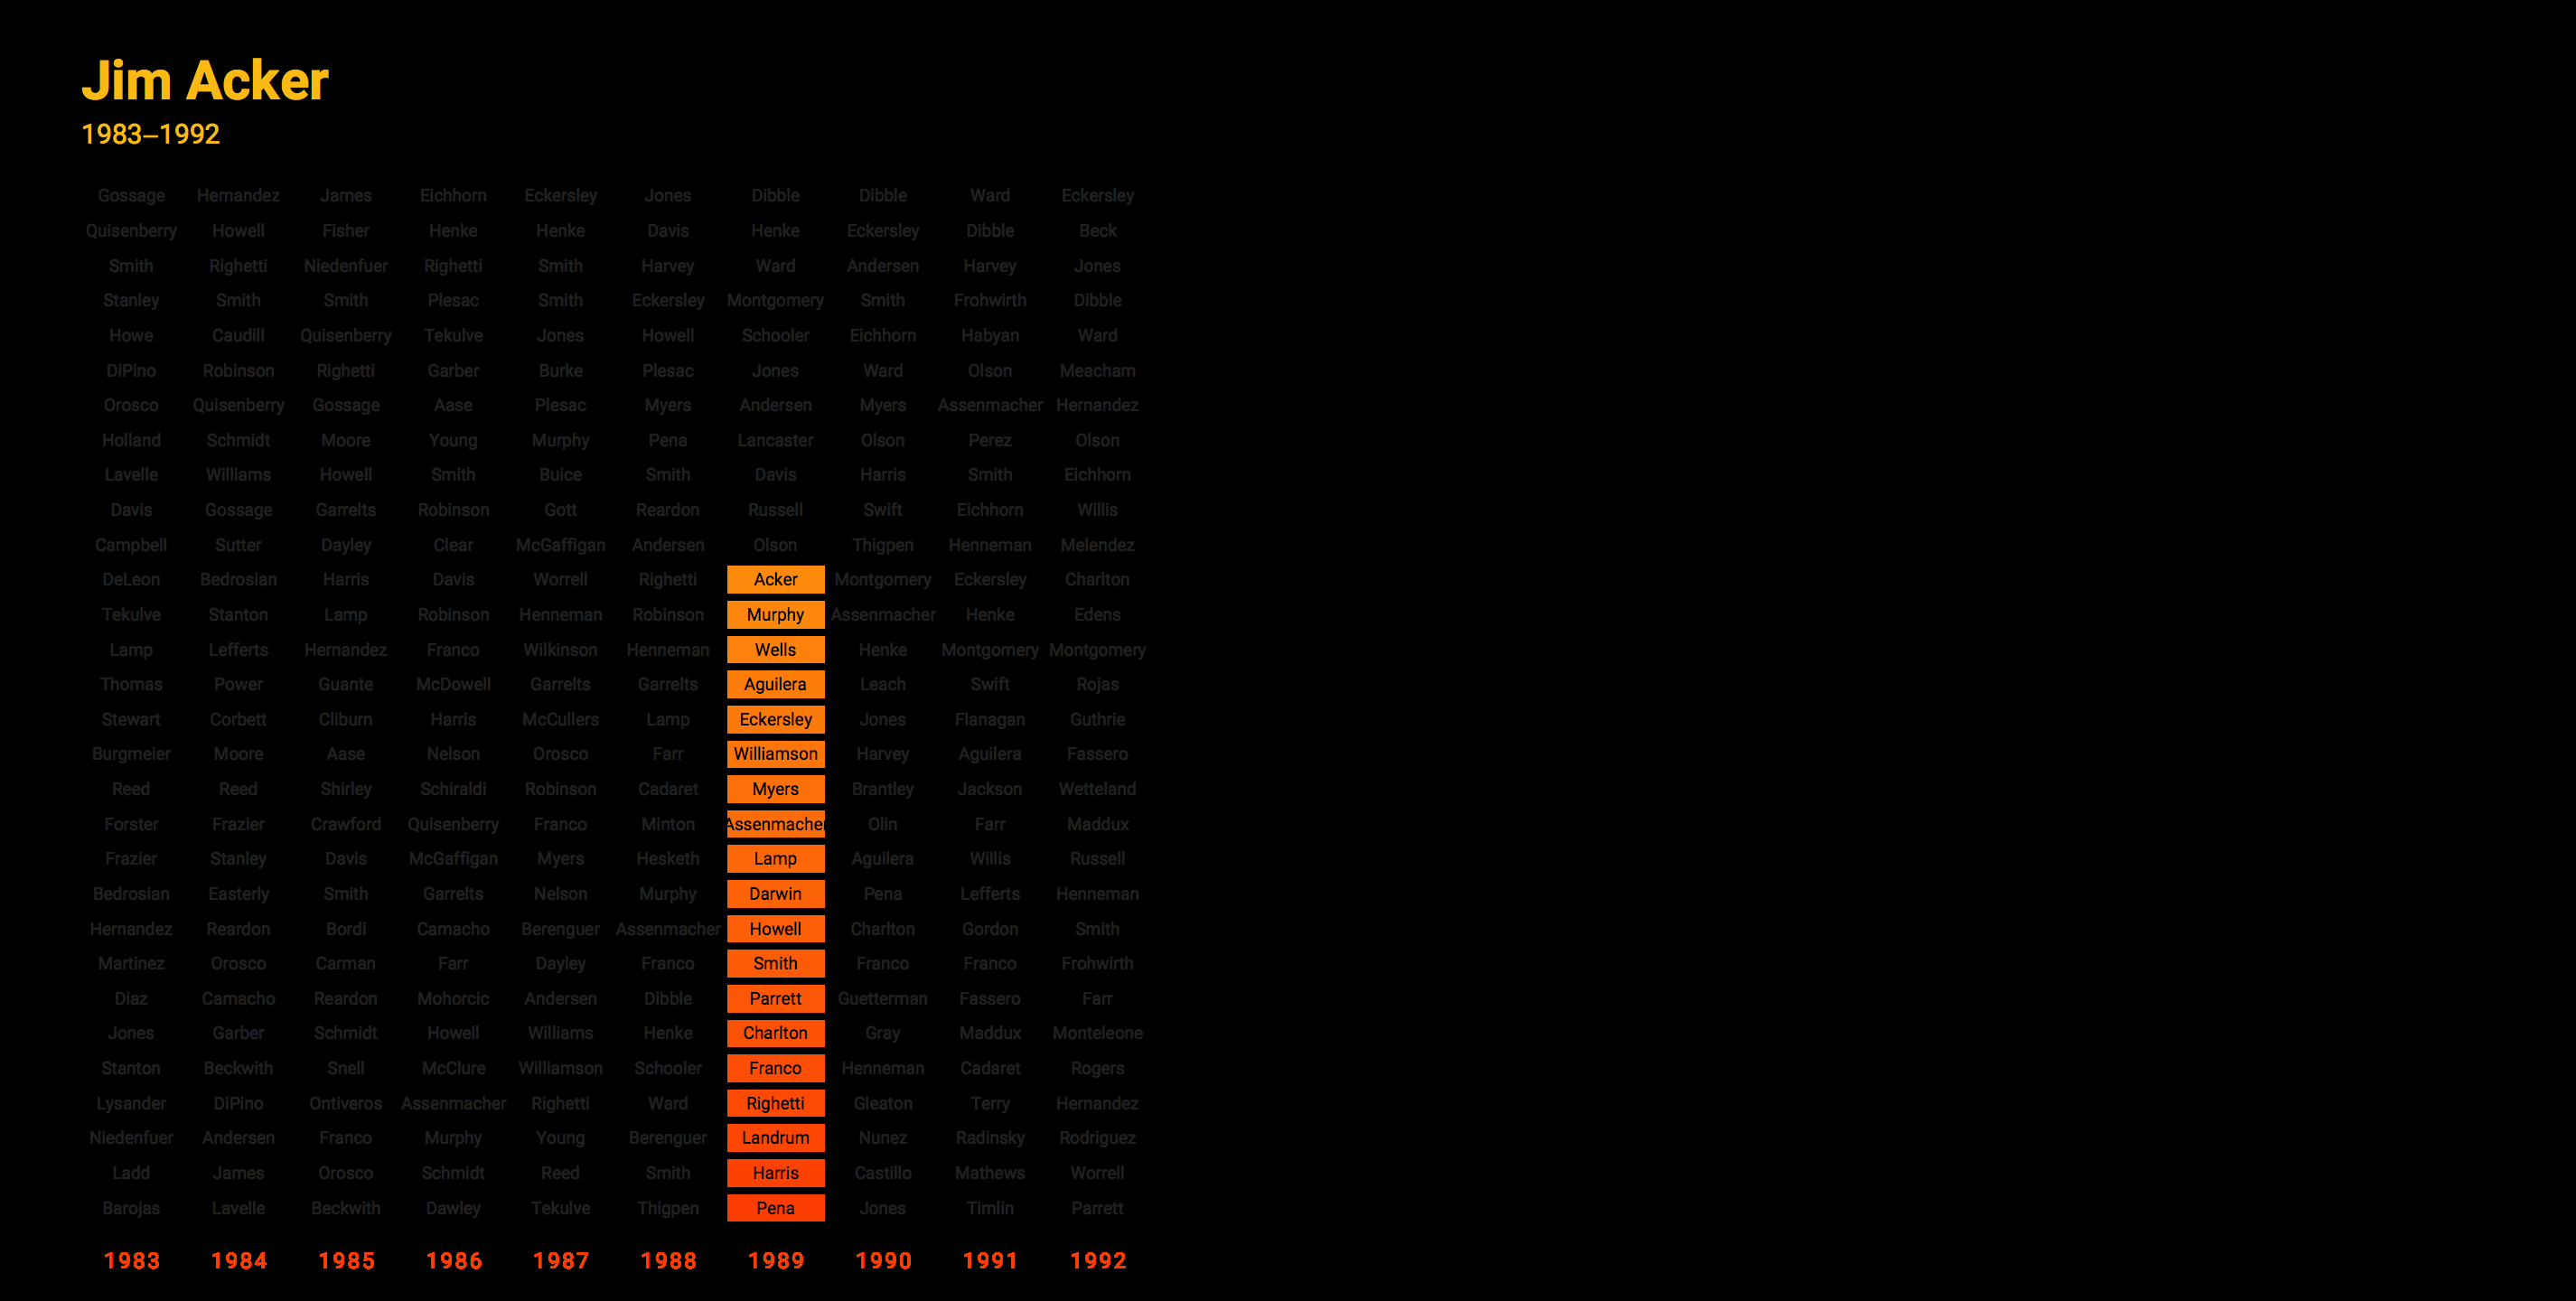 Jim Acker
1983–1992
Gossage Hernandez James Eichhorn Eckersley Jones Dibble Dibble Ward Eckersley
Quisenberry Howell Fisher Henke Henke Davis Henke Eckersley Dibble Beck
Smith Righetti Niedenfuer Righetti Smith Harvey Ward Andersen Harvey Jones
Stanley Smith Smith Plesac Smith Eckersley Montgomery Smith Frohwirth Dibble
Howe Caudill Quisenberry Tekulve Jones Howell Schooler Eichhorn Habyan Ward
DiPino Robinson Righetti Garber Burke Plesac Jones Ward Olson Meacham
Orosco Quisenberry Gossage Aase Plesac Myers Andersen Myers Assenmacher Hernandez
Holland Schmidt Moore Young Murphy Pena Lancaster Olson Perez Olson
Lavelle Williams Howell Smith Buice Smith Davis Harris Smith Eichhorn
Davis Gossage Garrelts Robinson Gott Reardon Russell Swift Eichhorn Willis
Campbell Sutter Dayley Clear McGaffigan Andersen Olson Thigpen Henneman Melendez
DeLeon Bedrosian Harris Davis Worrell Righetti Acker Montgomery Eckersley Charlton
Tekulve Stanton Lamp Robinson Henneman Robinson Murphy Assenmacher Henke Edens
Lamp Lefferts Hernandez Franco Wilkinson Henneman Wells Henke Montgomery Montgomery
Thomas Power Guante McDowell Garrelts Garrelts Aguilera Leach Swift Rojas
Stewart Corbett Cliburn Harris McCullers Lamp Eckersley Jones Flanagan Guthrie
Burgmeier Moore Aase Nelson Orosco Farr Williamson Harvey Aguilera Fassero
Reed Reed Shirley Schiraldi Robinson Cadaret Myers Brantley Jackson Wetteland
Forster Frazier Crawford Quisenberry Franco Minton Assenmacher Olin Farr Maddux
Frazier Stanley Davis McGaffigan Myers Hesketh Lamp Aguilera Willis Russell
Bedrosian Easterly Smith Garrelts Nelson Murphy Darwin Pena Lefferts Henneman
Hernandez Reardon Bordi Camacho Berenguer Assenmacher Howell Charlton Gordon Smith
Martinez Orosco Carman Farr Dayley Franco Smith Franco Franco Frohwirth
Diaz Camacho Reardon Mohorcic Andersen Dibble Parrett Guetterman Fassero Farr
Jones Garber Schmidt Howell Williams Henke Charlton Gray Maddux Monteleone
Stanton Beckwith Snell McClure Williamson Schooler Franco Henneman Cadaret Rogers
Lysander DiPino Ontiveros Assenmacher Righetti Ward Righetti Gleaton Terry Hernandez
Niedenfuer Andersen Franco Murphy Young Berenguer Landrum Nunez Radinsky Rodriguez
Ladd James Orosco Schmidt Reed Smith Harris Castillo Mathews Worrell
Barojas Lavelle Beckwith Dawley Tekulve Thigpen Pena Jones Timlin Parrett
1983 1984 1985 1986 1987 1988 1989 1990 1991 1992